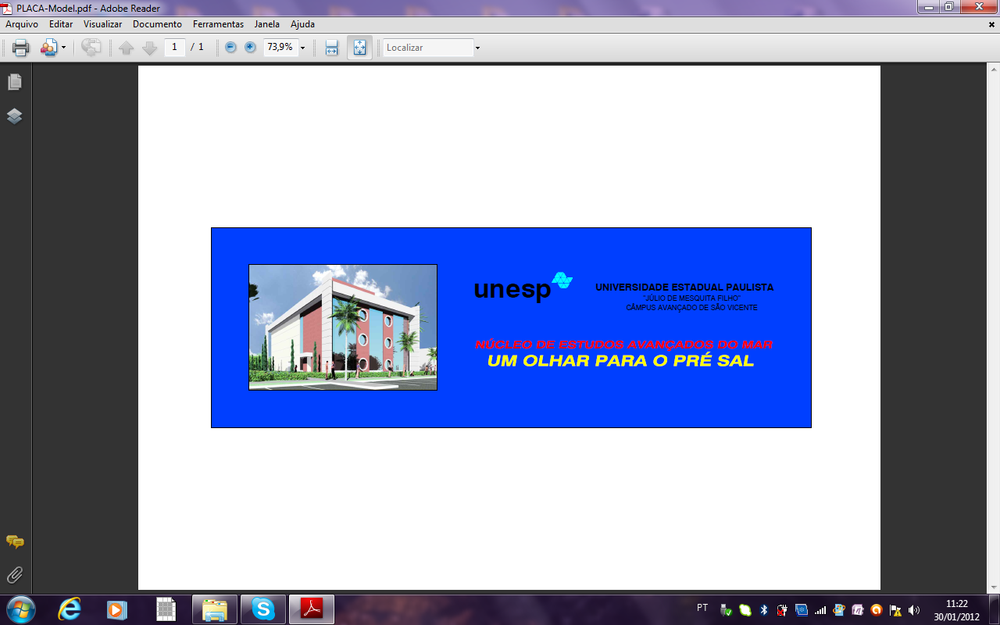 PLACA-Model.pdf - Adobe Reader
Arquivo Editar Visualizar Documento Ferramentas Janela Ajuda
1 / 1 73,9% Localizar
unesp
UNIVERSIDADE ESTADUAL PAULISTA
"JÚLIO DE MESQUITA FILHO"
CÂMPUS AVANÇADO DE SÃO VICENTE
NÚCLEO DE ESTUDOS AVANÇADOS DO MAR
UM OLHAR PARA O PRÉ SAL
PT
11:22
30/01/2012